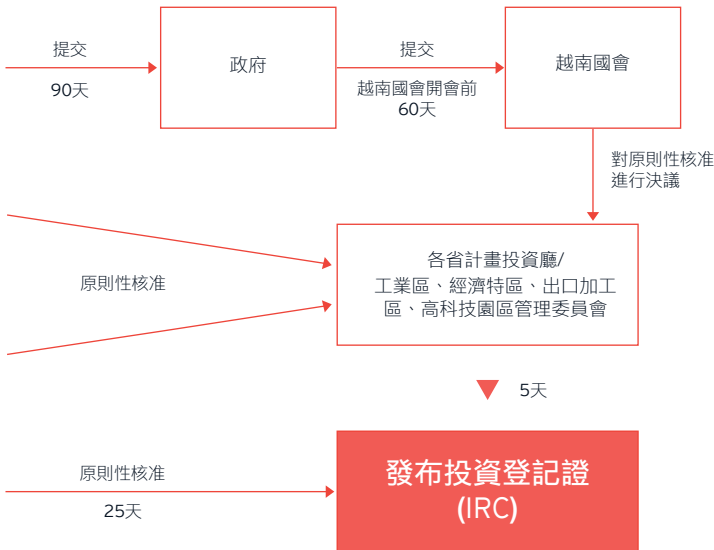 提交
90天
政府
提交
越南國會開會前
60天
越南國會
對原則性核准
進行決議
原則性核准
各省計畫投資廳/
工業區、經濟特區、出口加工
區、高科技園區管理委員會
5天
原則性核准
25天
發布投資登記證
(IRC)